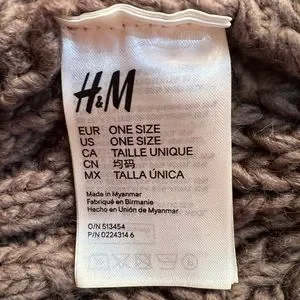 H&M
EUR ONE SIZE
US ONE SIZE
CA TAILLE UNIQUE
CN 均码
MX TALLA ÚNICA
Made in Myanmar
Fabriqué en Birmanie
Hecho en Unión de Myanmar
O/N 513454
P/N 0224314 6